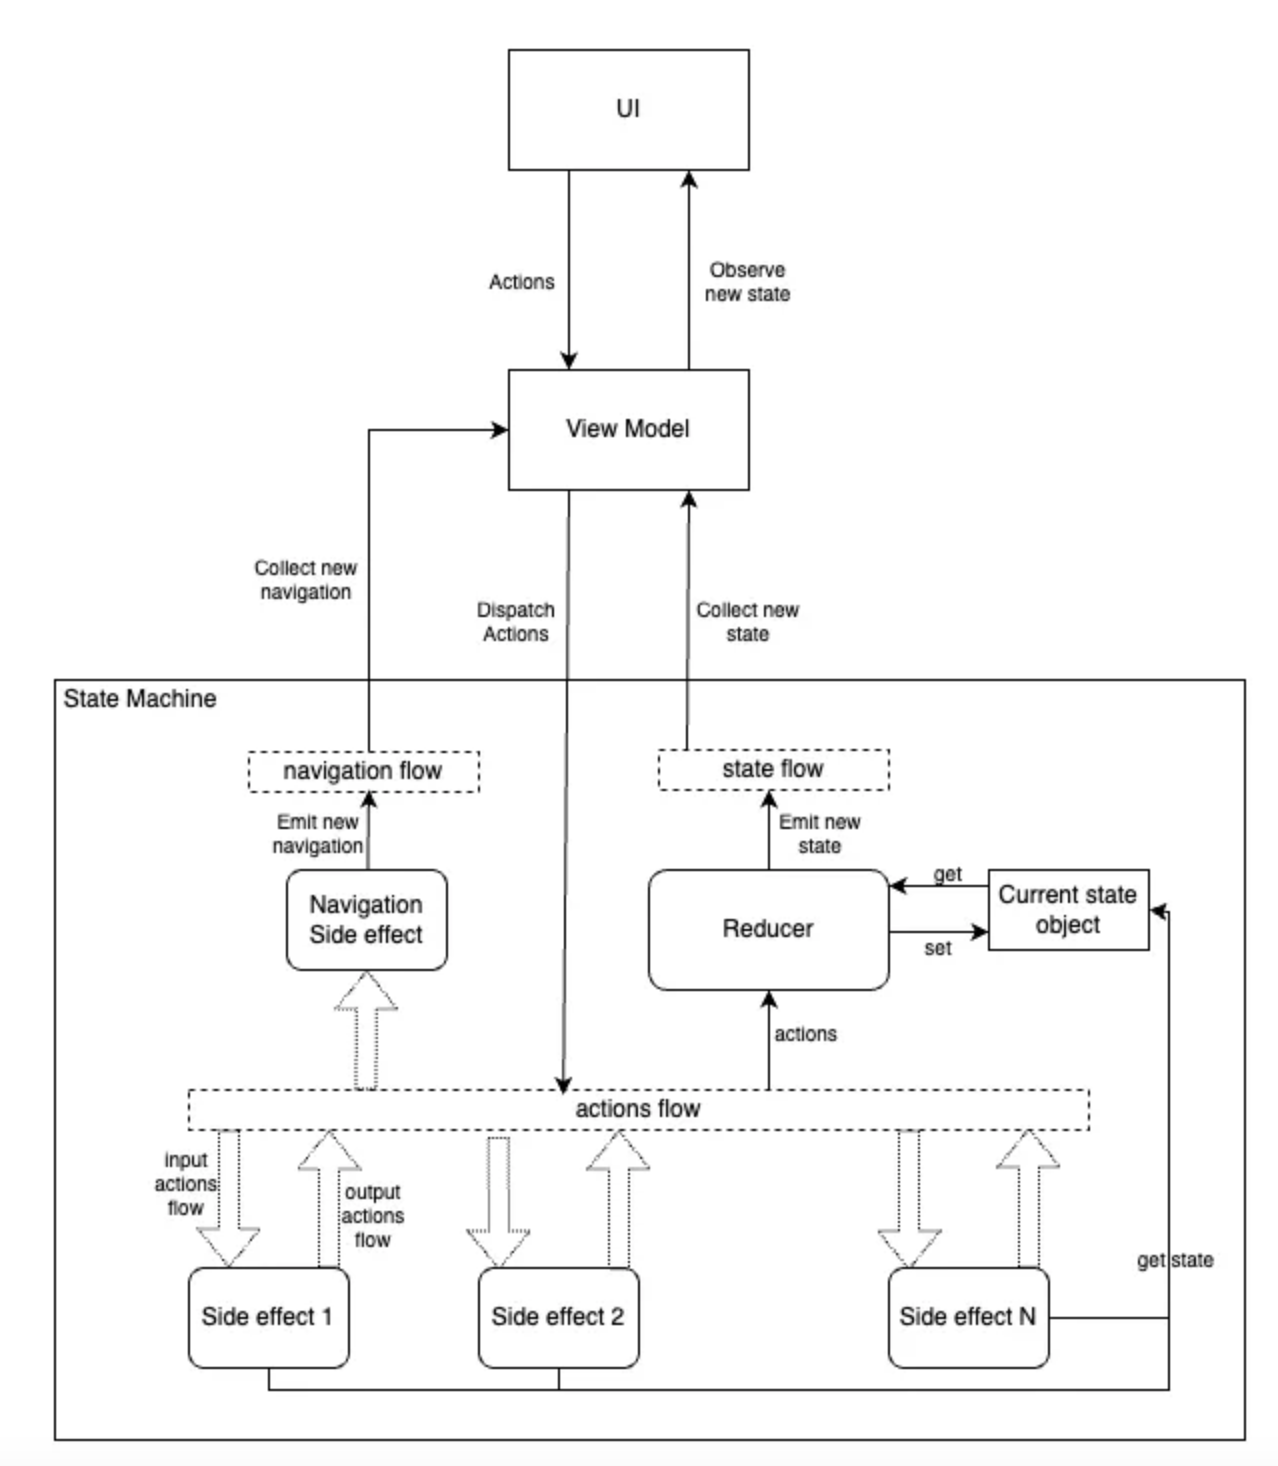 UI
Actions
Observe
new state
View Model
Collect new
navigation
Dispatch
Actions
Collect new
state
State Machine
navigation flow
state flow
Emit new
navigation
Emit new
state
Navigation
Side effect
Reducer
get
set
Current state
object
actions
actions flow
input
actions
flow
output
actions
flow
get state
Side effect 1
Side effect 2
Side effect N